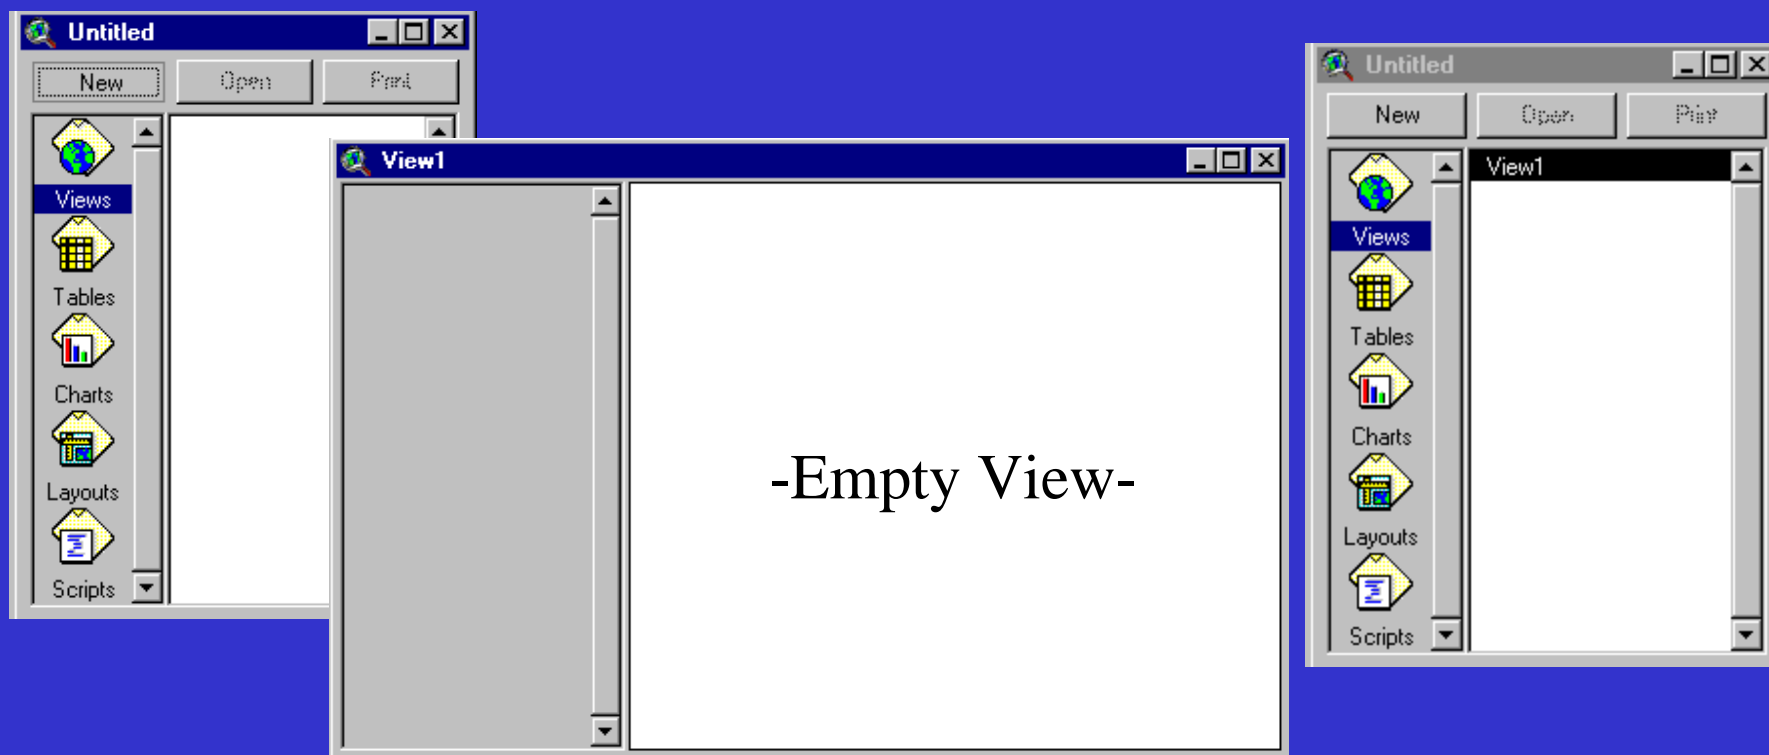 Untitled
New Open Print
Views
Tables
Charts
Layouts
Scripts
View1
-Empty View-
Untitled
New Open Print
View1
Views
Tables
Charts
Layouts
Scripts